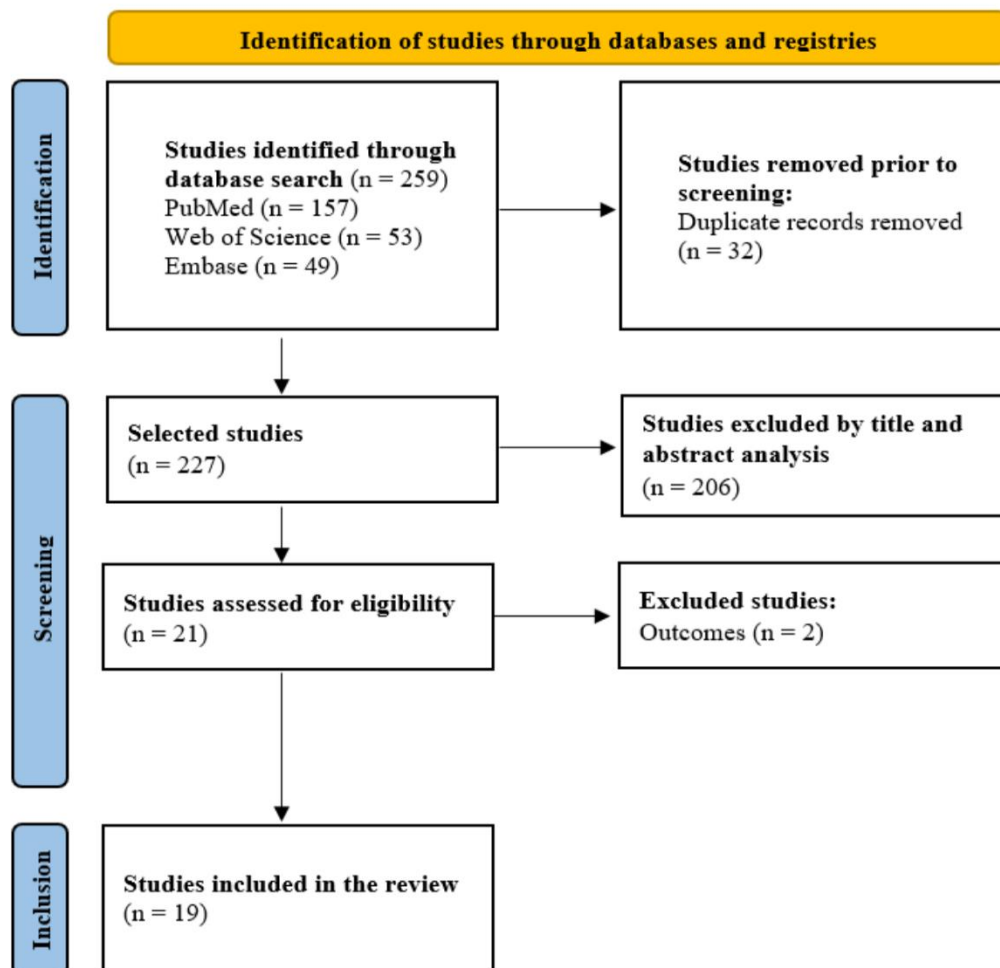 Identification of studies through databases and registries
Identification
Studies identified through
database search (n = 259)
PubMed (n = 157)
Web of Science (n = 53)
Embase (n = 49)
Studies removed prior to
screening:
Duplicate records removed
(n = 32)
Screening
Selected studies
(n = 227)
Studies excluded by title and
abstract analysis
(n = 206)
Studies assessed for eligibility
(n = 21)
Excluded studies:
Outcomes (n = 2)
Inclusion
Studies included in the review
(n = 19)